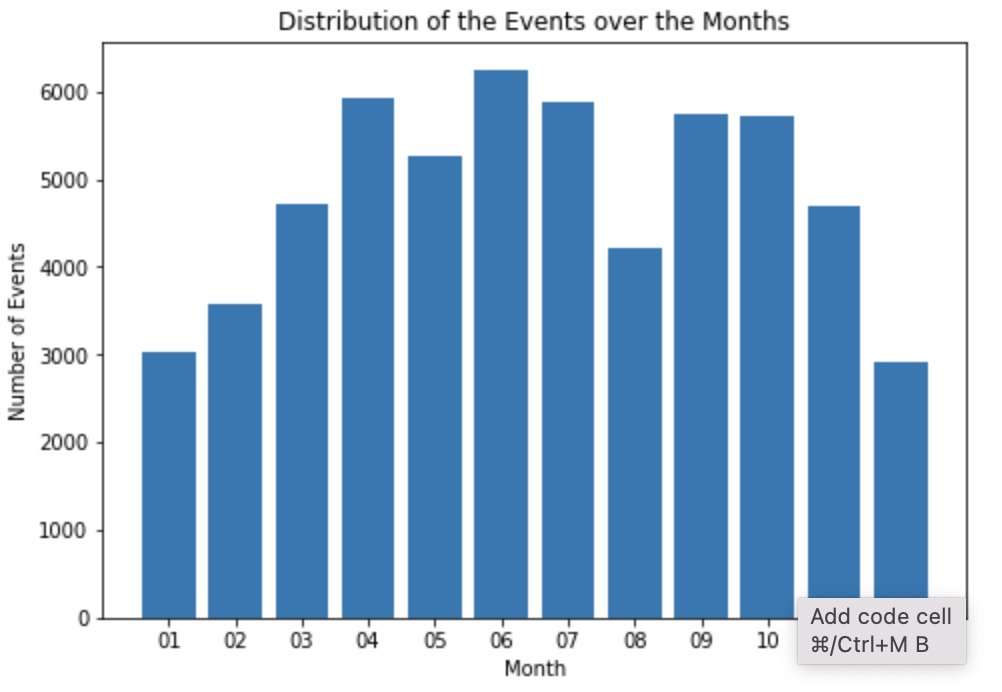 Distribution of the Events over the Months
Number of Events
6000
5000
4000
3000
2000
1000
0
01 02 03 04 05 06 07 08 09 10
Month
Add code cell
⌘/Ctrl+M B